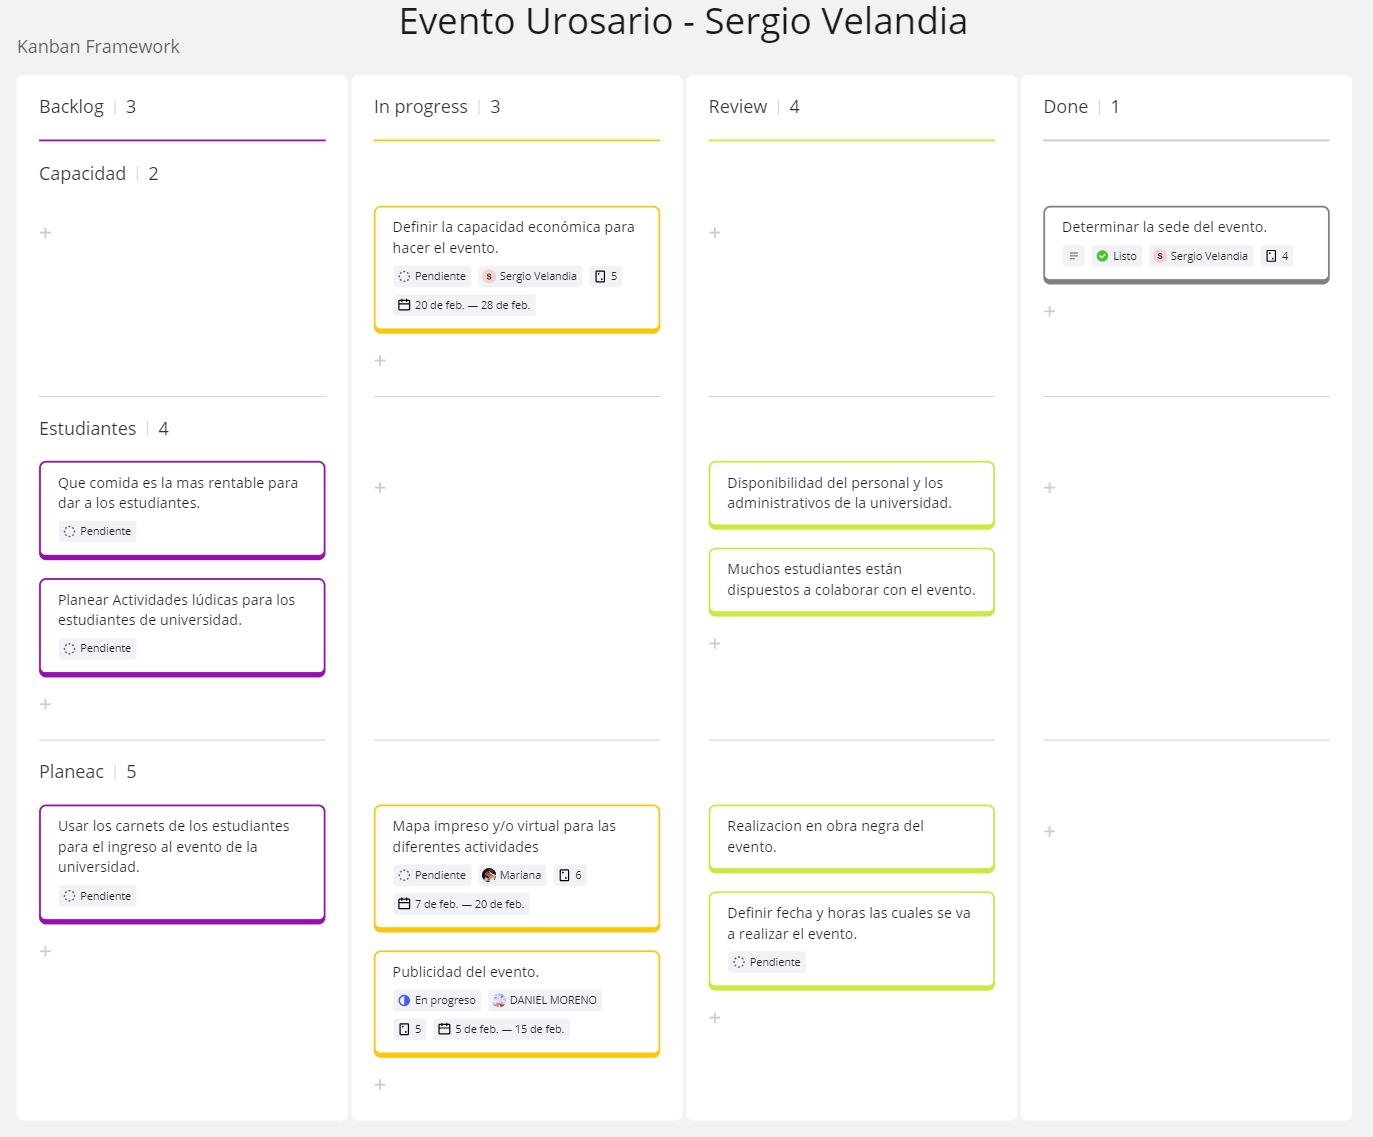 Evento Urosario - Sergio Velandia
Kanban Framework
Backlog | 3
In progress | 3
Review | 4
Done | 1
Capacidad | 2
Definir la capacidad económica para
hacer el evento.
Pendiente S Sergio Velandia 5
20 de feb. — 28 de feb.
Determinar la sede del evento.
Listo S Sergio Velandia 4
Estudiantes | 4
Que comida es la mas rentable para
dar a los estudiantes.
Pendiente
Planear Actividades lúdicas para los
estudiantes de universidad.
Pendiente
Disponibilidad del personal y los
administrativos de la universidad.
Muchos estudiantes están
dispuestos a colaborar con el evento.
Planeac | 5
Usar los carnets de los estudiantes
para el ingreso al evento de la
universidad.
Pendiente
Mapa impreso y/o virtual para las
diferentes actividades
Pendiente Mariana 6
7 de feb. — 20 de feb.
Publicidad del evento.
En progreso DANIEL MORENO
5 5 de feb. — 15 de feb.
Realizacion en obra negra del
evento.
Definir fecha y horas las cuales se va
a realizar el evento.
Pendiente